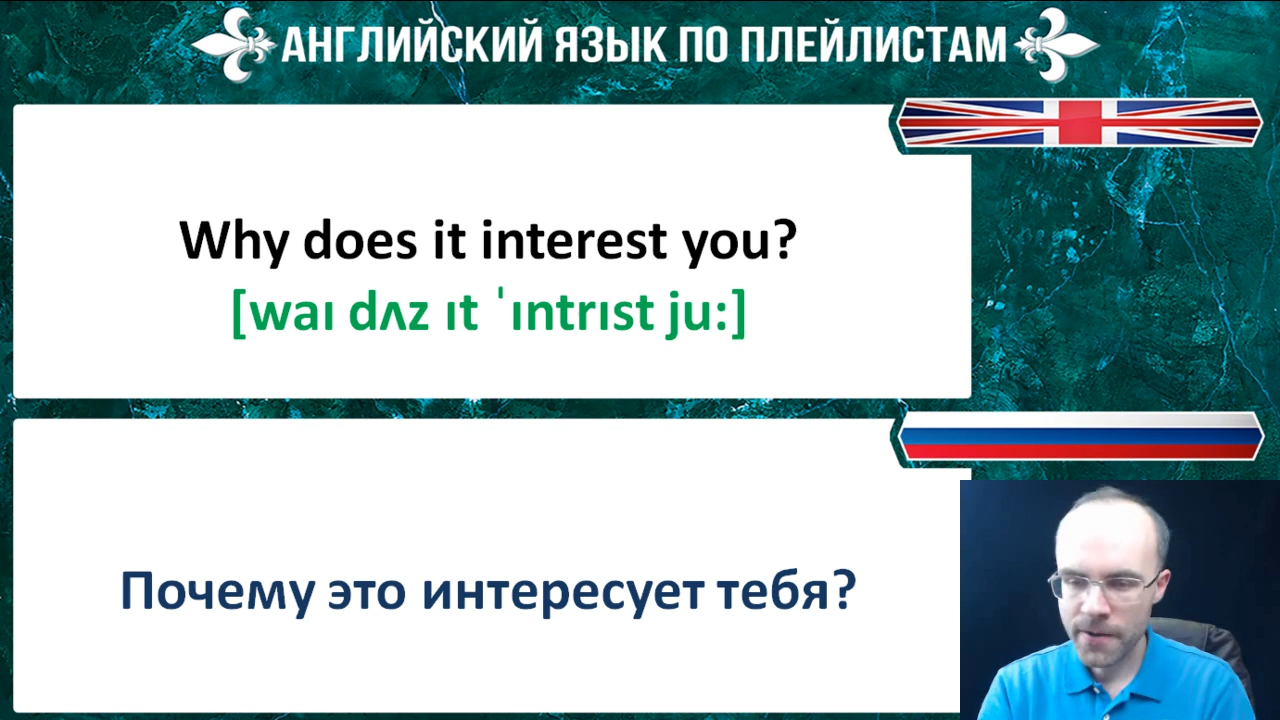 АНГЛИЙСКИЙ ЯЗЫК ПО ПЛЕЙЛИСТАМ
Why does it interest you?
[waɪ dʌz ɪt ˈɪntrɪst ju:]
Почему это интересует тебя?